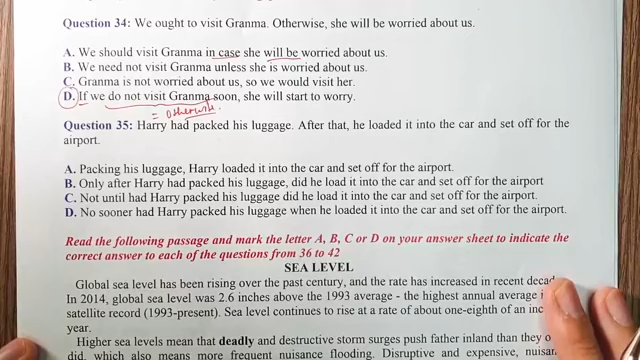 Question 34: We ought to visit Granma. Otherwise, she will be worried about us.
A. We should visit Granma in case she will be worried about us.
B. We need not visit Granma unless she is worried about us.
C. Granma is not worried about us, so we would visit her.
D. If we do not visit Granma soon, she will start to worry.
= otherwise.
Question 35: Harry had packed his luggage. After that, he loaded it into the car and set off for the
airport.
A. Packing his luggage, Harry loaded it into the car and set off for the airport.
B. Only after Harry had packed his luggage, did he load it into the car and set off for the airport
C. Not until had Harry packed his luggage did he load it into the car and set off for the airport.
D. No sooner had Harry packed his luggage when he loaded it into the car and set off for the airport.
Read the following passage and mark the letter A, B, C or D on your answer sheet to indicate the
correct answer to each of the questions from 36 to 42
SEA LEVEL
Global sea level has been rising over the past century, and the rate has increased in recent
In 2014, global sea level was 2.6 inches above the 1993 average - the highest annual average
satellite record (1993-present). Sea level continues to rise at a rate of about one-eighth of an
year.
Higher sea levels mean that deadly and destructive storm surges push father inland than they
did, which also means more frequent nuisance flooding. Disruptive and expensive,